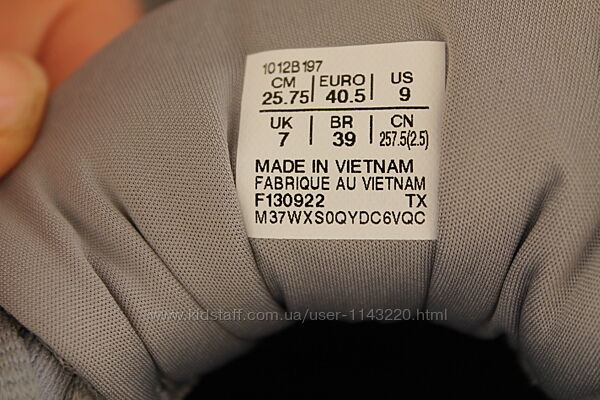 1012B197
CM EURO US
25.75 40.5 9
UK BR CN
7 39 257.5(2.5)
MADE IN VIETNAM
FABRIQUE AU VIETNAM
F130922 TX
M37WXS0QYDC6VQC
www.kidstaff.com.ua/user-1143220.html